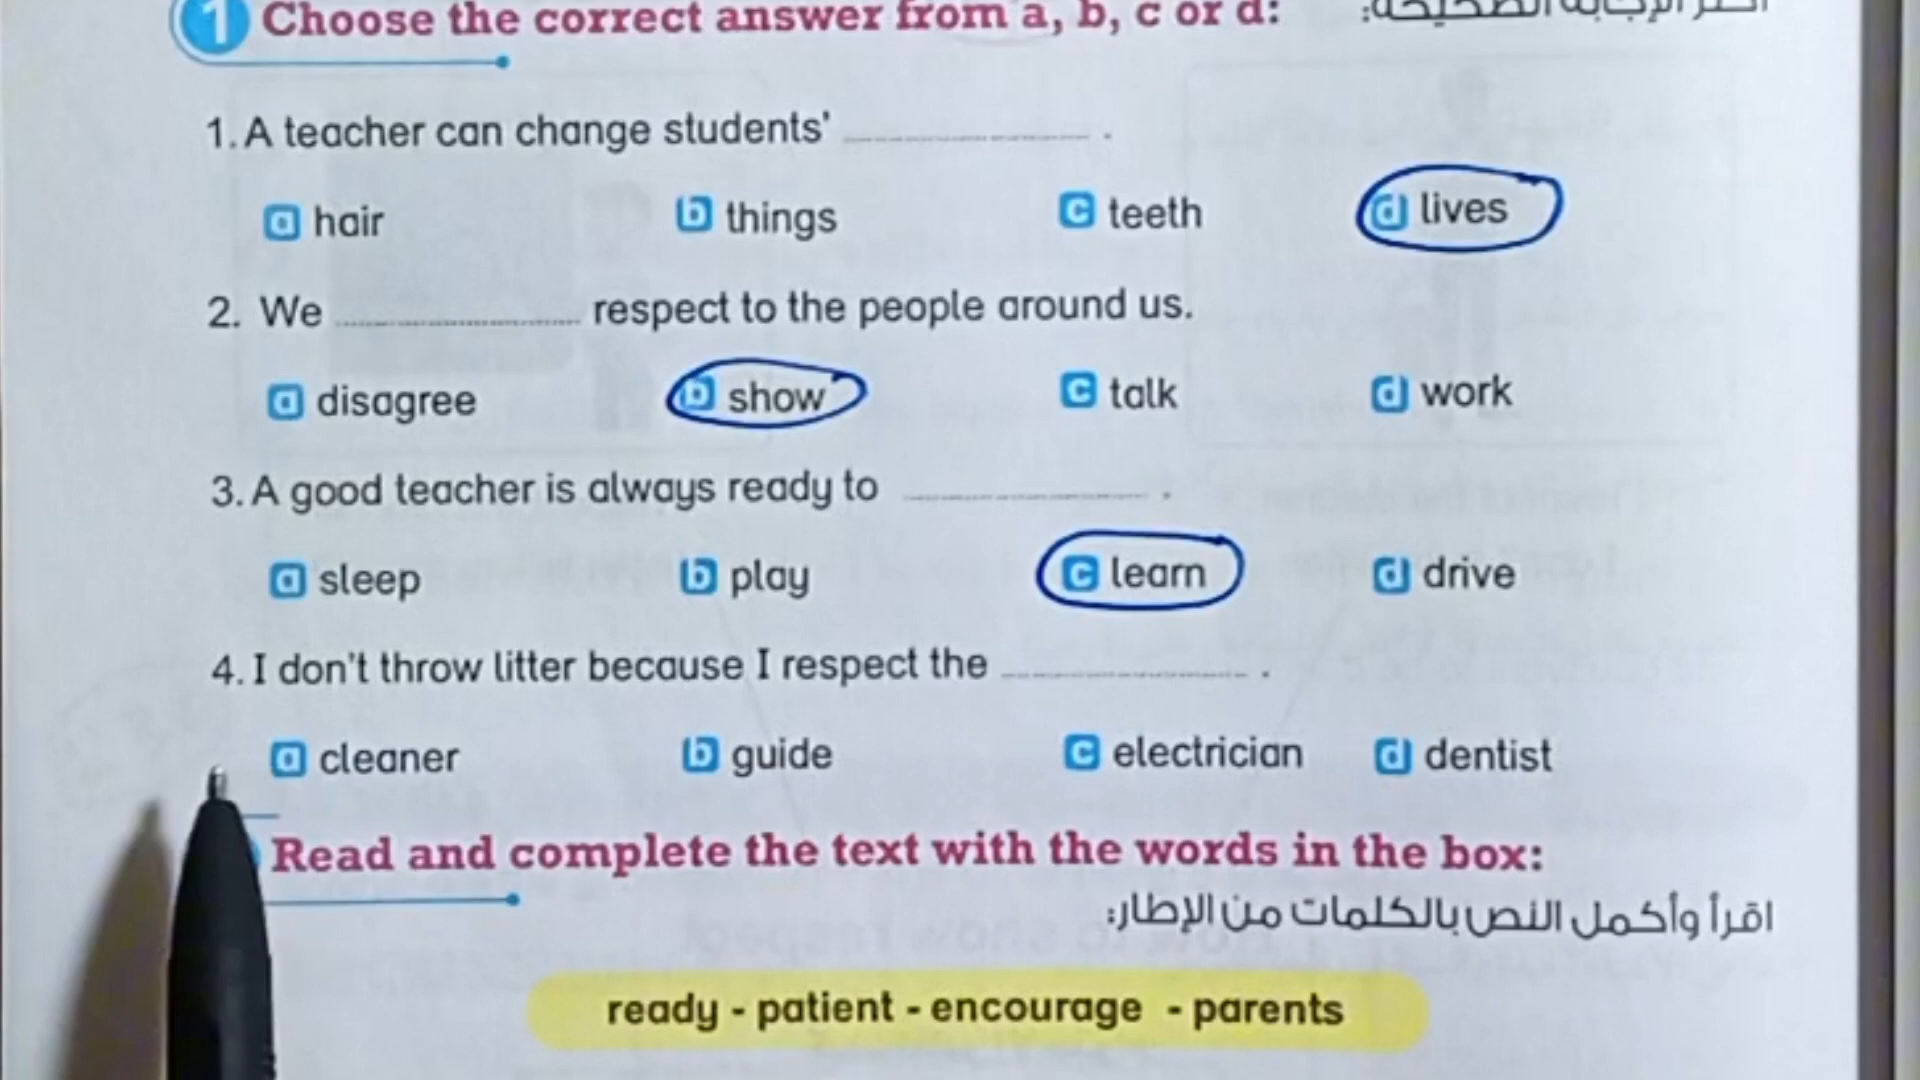 1 Choose the correct answer from a, b, c or d:
1. A teacher can change students' .................... .
a hair b things c teeth d lives
2. We .................... respect to the people around us.
a disagree b show c talk d work
3. A good teacher is always ready to .................... .
a sleep b play c learn d drive
4. I don't throw litter because I respect the .................... .
a cleaner b guide c electrician d dentist
Read and complete the text with the words in the box:
اقرأ وأكمل النص بالكلمات من الإطار:
ready - patient - encourage - parents